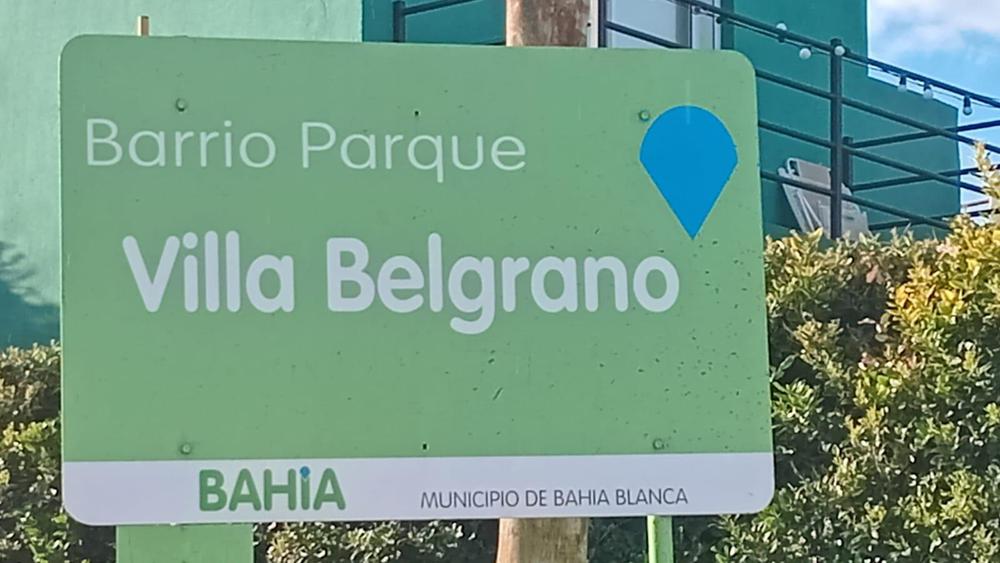 Barrio Parque
Villa Belgrano
BAHIA MUNICIPIO DE BAHIA BLANCA